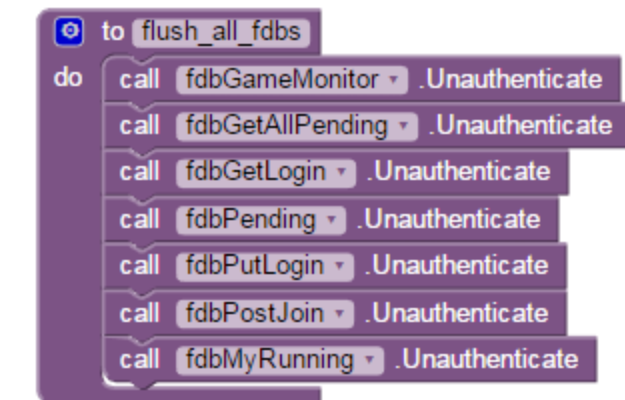 to flush_all_fdbs
do call fdbGameMonitor .Unauthenticate
call fdbGetAllPending .Unauthenticate
call fdbGetLogin .Unauthenticate
call fdbPending .Unauthenticate
call fdbPutLogin .Unauthenticate
call fdbPostJoin .Unauthenticate
call fdbMyRunning .Unauthenticate